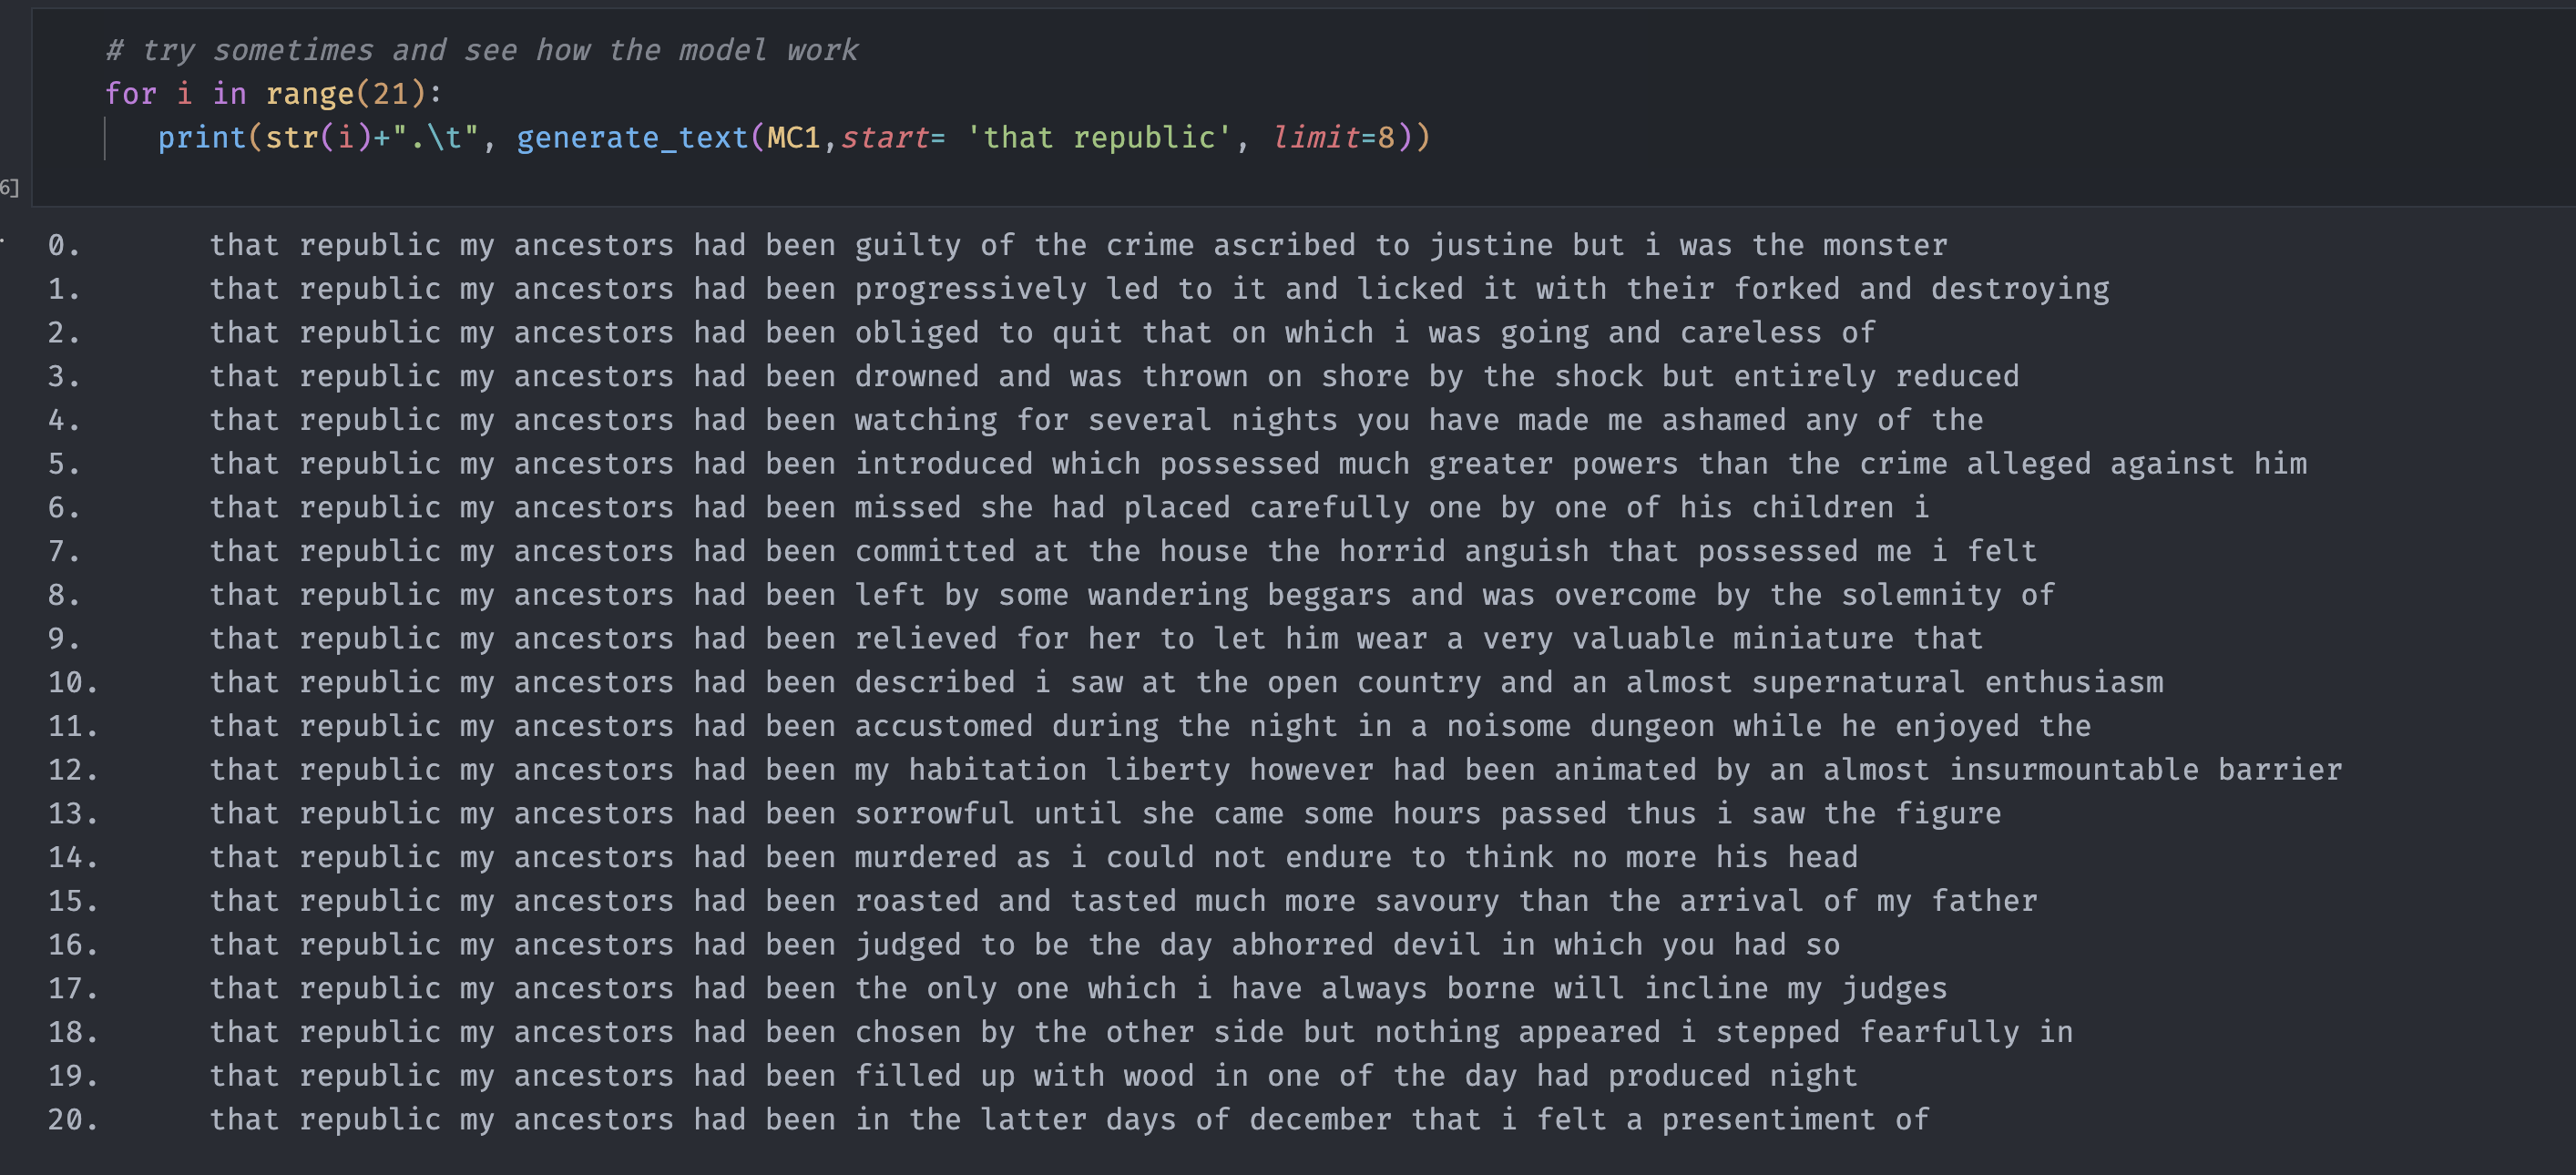 # try sometimes and see how the model work
for i in range(21):
print(str(i)+".\t", generate_text(MC1,start= 'that republic', limit=8))
6]
0. that republic my ancestors had been guilty of the crime ascribed to justine but i was the monster
1. that republic my ancestors had been progressively led to it and licked it with their forked and destroying
2. that republic my ancestors had been obliged to quit that on which i was going and careless of
3. that republic my ancestors had been drowned and was thrown on shore by the shock but entirely reduced
4. that republic my ancestors had been watching for several nights you have made me ashamed any of the
5. that republic my ancestors had been introduced which possessed much greater powers than the crime alleged against him
6. that republic my ancestors had been missed she had placed carefully one by one of his children i
7. that republic my ancestors had been committed at the house the horrid anguish that possessed me i felt
8. that republic my ancestors had been left by some wandering beggars and was overcome by the solemnity of
9. that republic my ancestors had been relieved for her to let him wear a very valuable miniature that
10. that republic my ancestors had been described i saw at the open country and an almost supernatural enthusiasm
11. that republic my ancestors had been accustomed during the night in a noisome dungeon while he enjoyed the
12. that republic my ancestors had been my habitation liberty however had been animated by an almost insurmountable barrier
13. that republic my ancestors had been sorrowful until she came some hours passed thus i saw the figure
14. that republic my ancestors had been murdered as i could not endure to think no more his head
15. that republic my ancestors had been roasted and tasted much more savoury than the arrival of my father
16. that republic my ancestors had been judged to be the day abhorred devil in which you had so
17. that republic my ancestors had been the only one which i have always borne will incline my judges
18. that republic my ancestors had been chosen by the other side but nothing appeared i stepped fearfully in
19. that republic my ancestors had been filled up with wood in one of the day had produced night
20. that republic my ancestors had been in the latter days of december that i felt a presentiment of